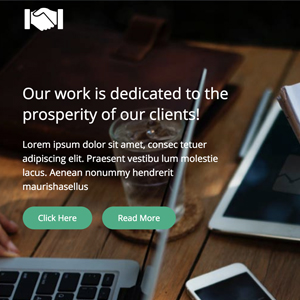 Our work is dedicated to the
prosperity of our clients!
Lorem ipsum dolor sit amet, consec tetuer
adipiscing elit. Praesent vestibu lum molestie
lacus. Aenean nonummy hendrerit
maurishasellus
Click Here
Read More